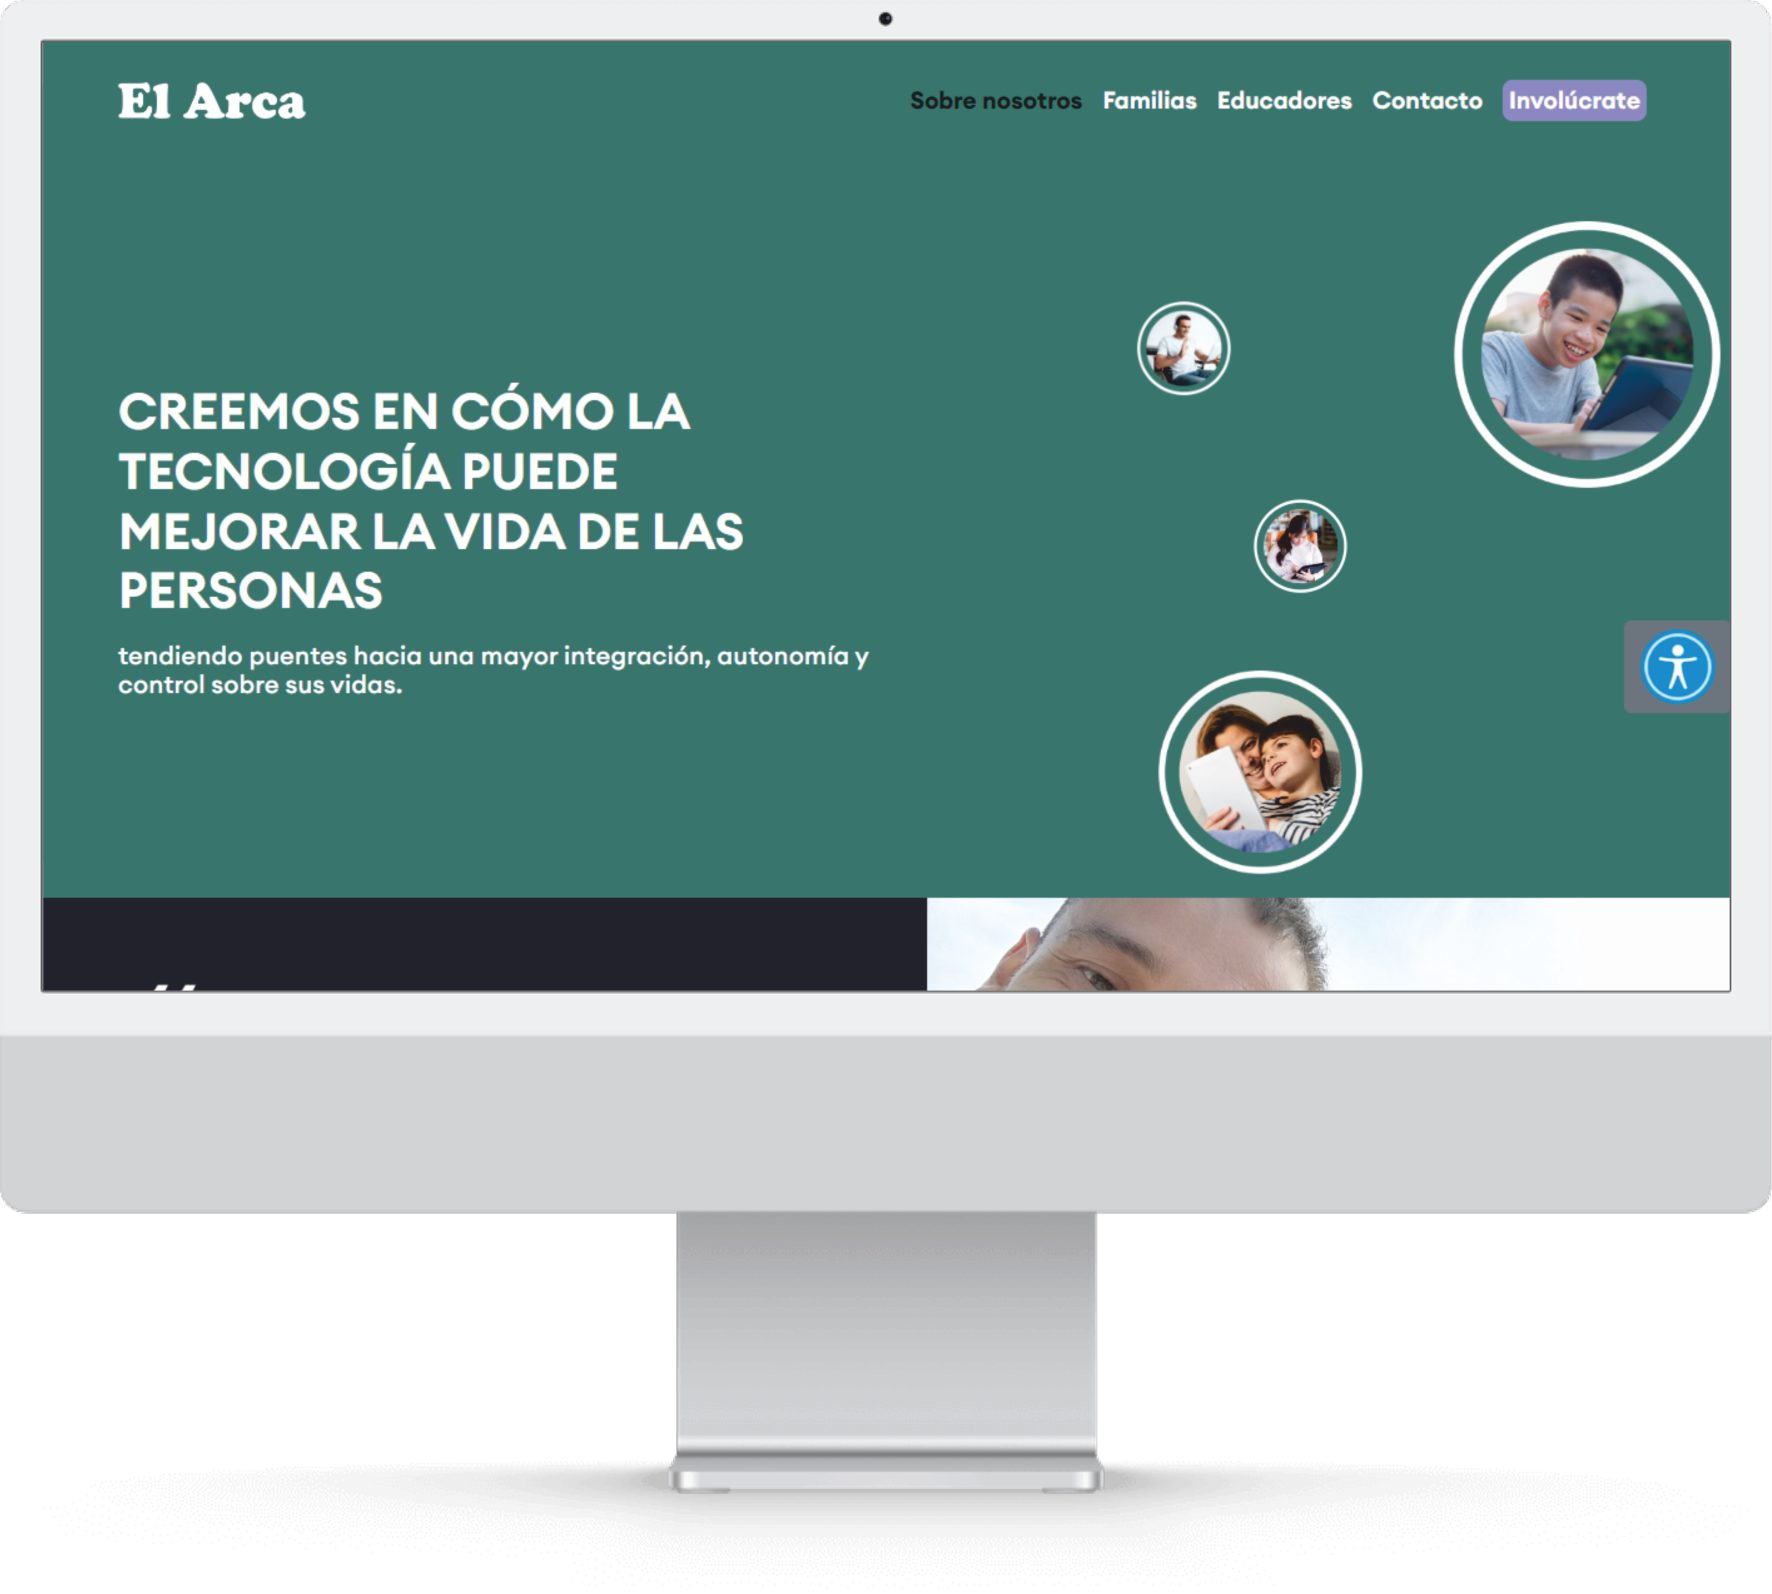 El Arca
Sobre nosotros Familias Educadores Contacto Involúcrate
CREEMOS EN CÓMO LA
TECNOLOGÍA PUEDE
MEJORAR LA VIDA DE LAS
PERSONAS
tendiendo puentes hacia una mayor integración, autonomía y
control sobre sus vidas.